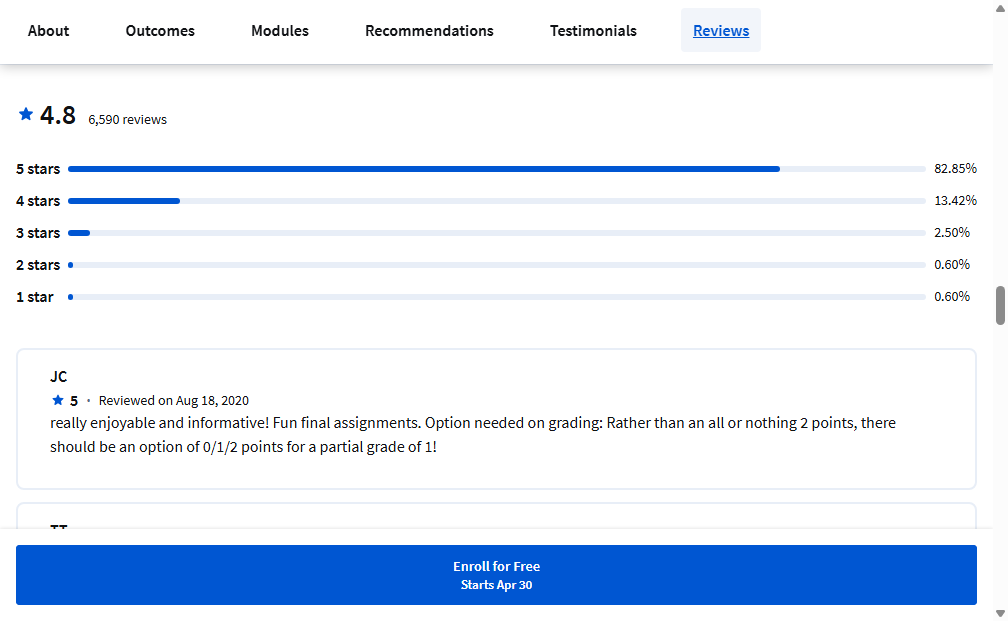 About Outcomes Modules Recommendations Testimonials Reviews
4.8 6,590 reviews
5 stars 82.85%
4 stars 13.42%
3 stars 2.50%
2 stars 0.60%
1 star 0.60%
JC
5 · Reviewed on Aug 18, 2020
really enjoyable and informative! Fun final assignments. Option needed on grading: Rather than an all or nothing 2 points, there
should be an option of 0/1/2 points for a partial grade of 1!
Enroll for Free
Starts Apr 30